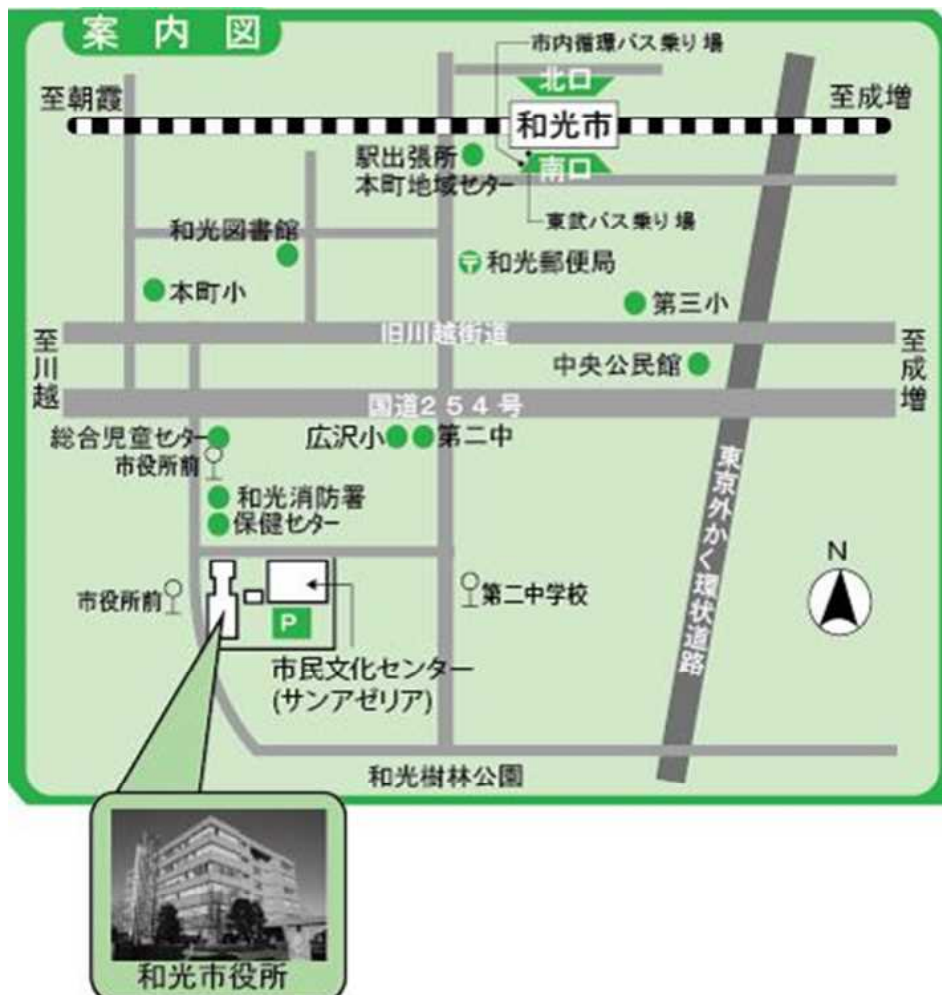 案内図
市内循環バス乗り場
北口
至朝霞
至成増
和光市
駅出張所
本町地域センター
南口
東武バス乗り場
和光図書館
和光郵便局
本町小
第三小
旧川越街道
至川越
至成増
中央公民館
国道254号
総合児童センター
広沢小
第二中
市役所前
和光消防署
保健センター
東京外かく環状道路
N
市役所前
第二中学校
P
市民文化センター
(サンアゼリア)
和光樹林公園
和光市役所